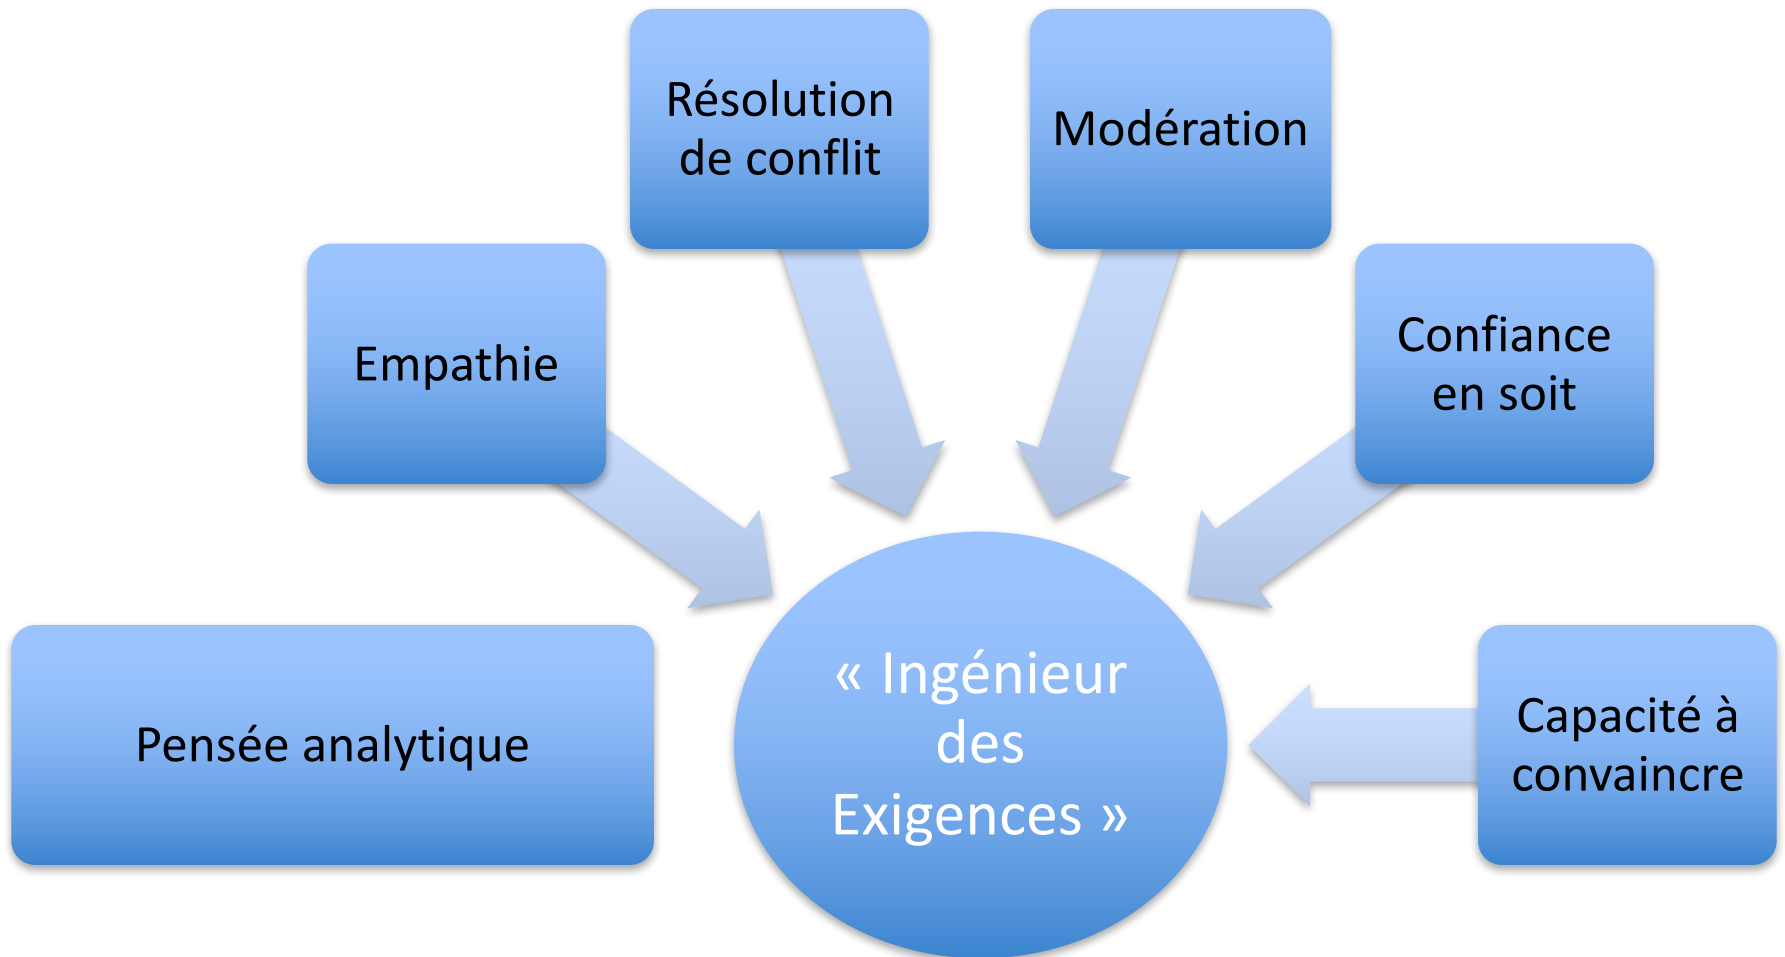 Résolution
de conflit
Modération
Empathie
Confiance
en soit
Pensée analytique
« Ingénieur
des
Exigences »
Capacité à
convaincre